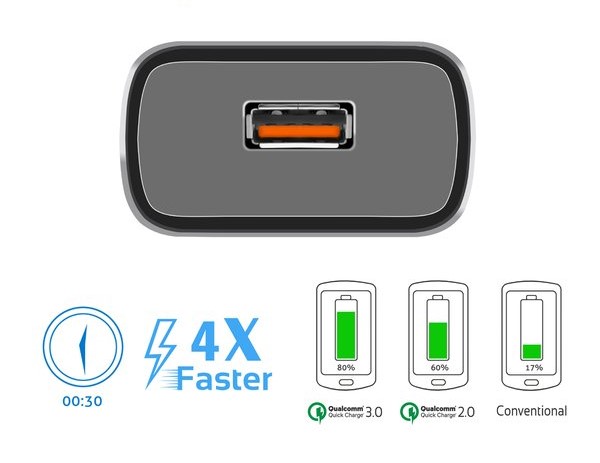 00:30
4X
Faster
80%
60%
17%
Qualcomm
Quick Charge 3.0
Qualcomm
Quick Charge 2.0
Conventional